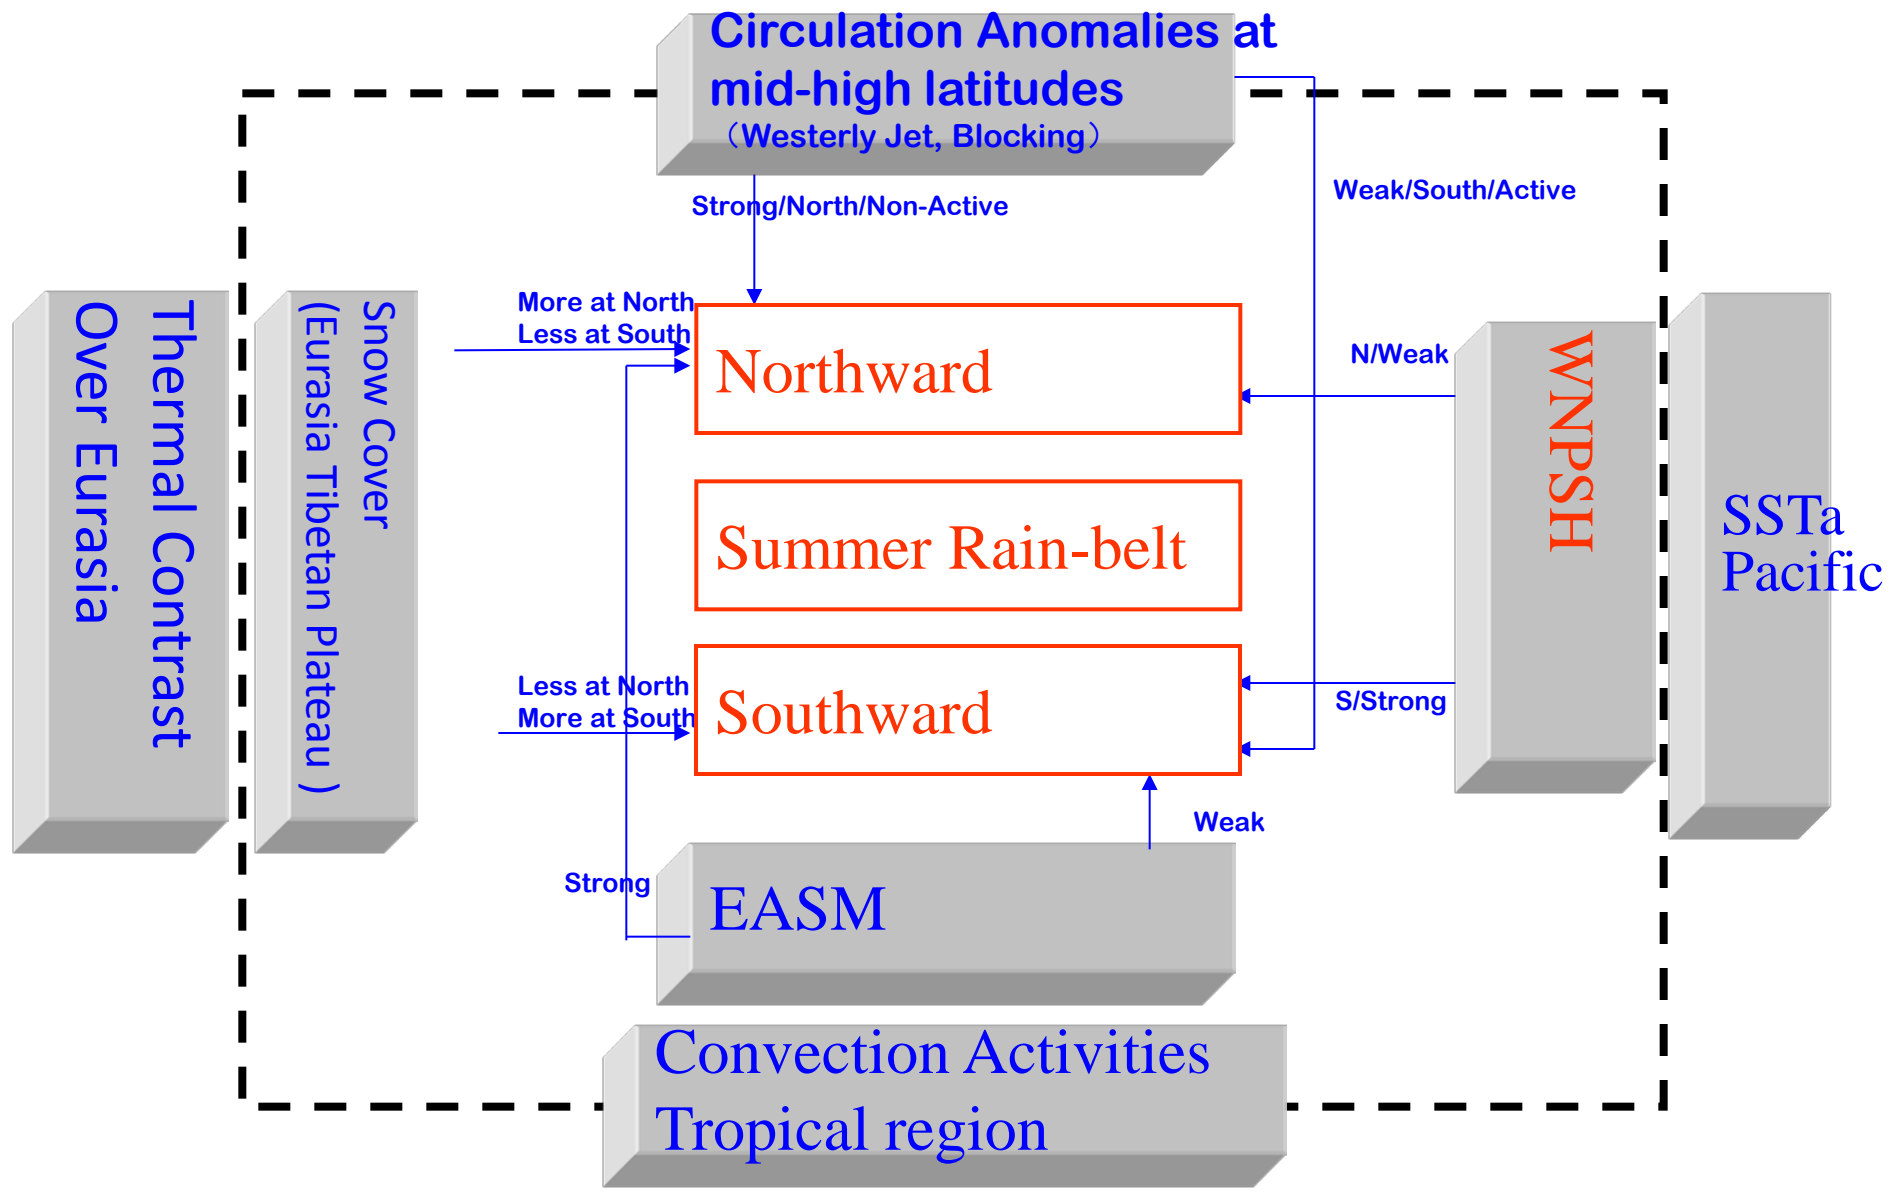 Circulation Anomalies at
mid-high latitudes
（Westerly Jet, Blocking）
Strong/North/Non-Active
Weak/South/Active
Thermal Contrast
Over Eurasia
Snow Cover
(Eurasia Tibetan Plateau )
More at North
Less at South
Northward
N/Weak
WNPSH
SSTa
Pacific
Summer Rain-belt
Less at North
More at South
Southward
S/Strong
Weak
Strong
EASM
Convection Activities
Tropical region